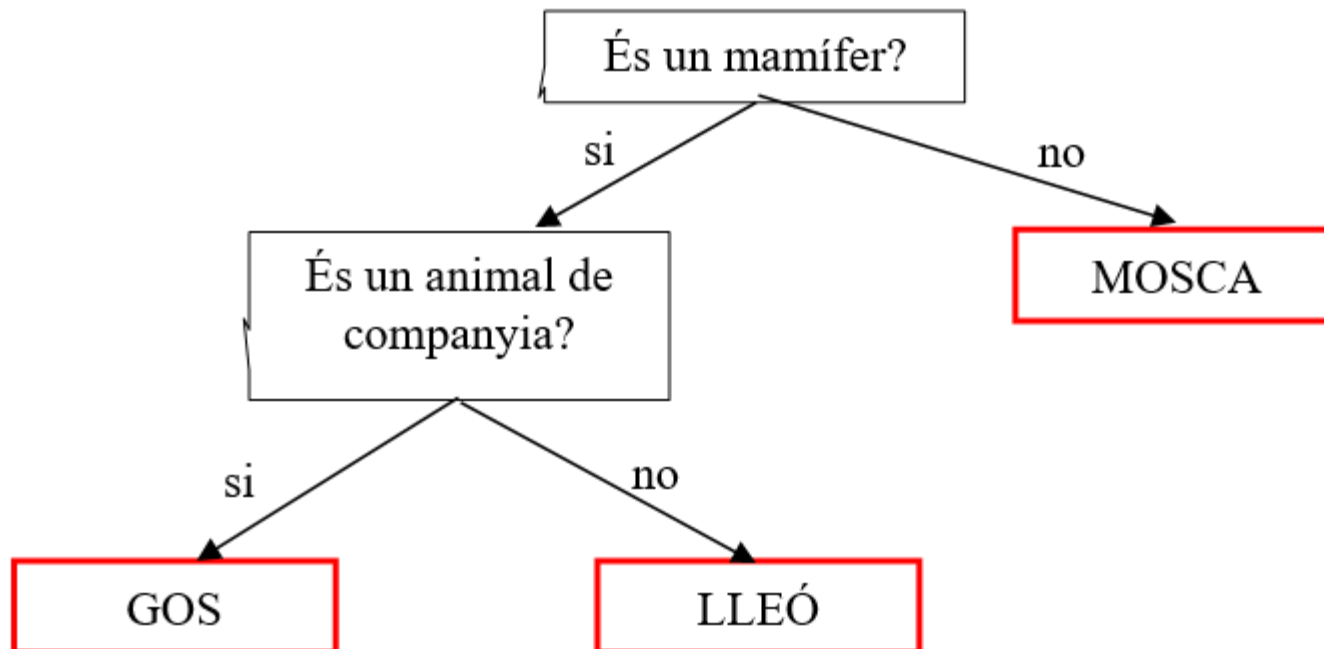 És un mamífer?
si
no
És un animal de
companyia?
MOSCA
si
no
GOS
LLEÓ